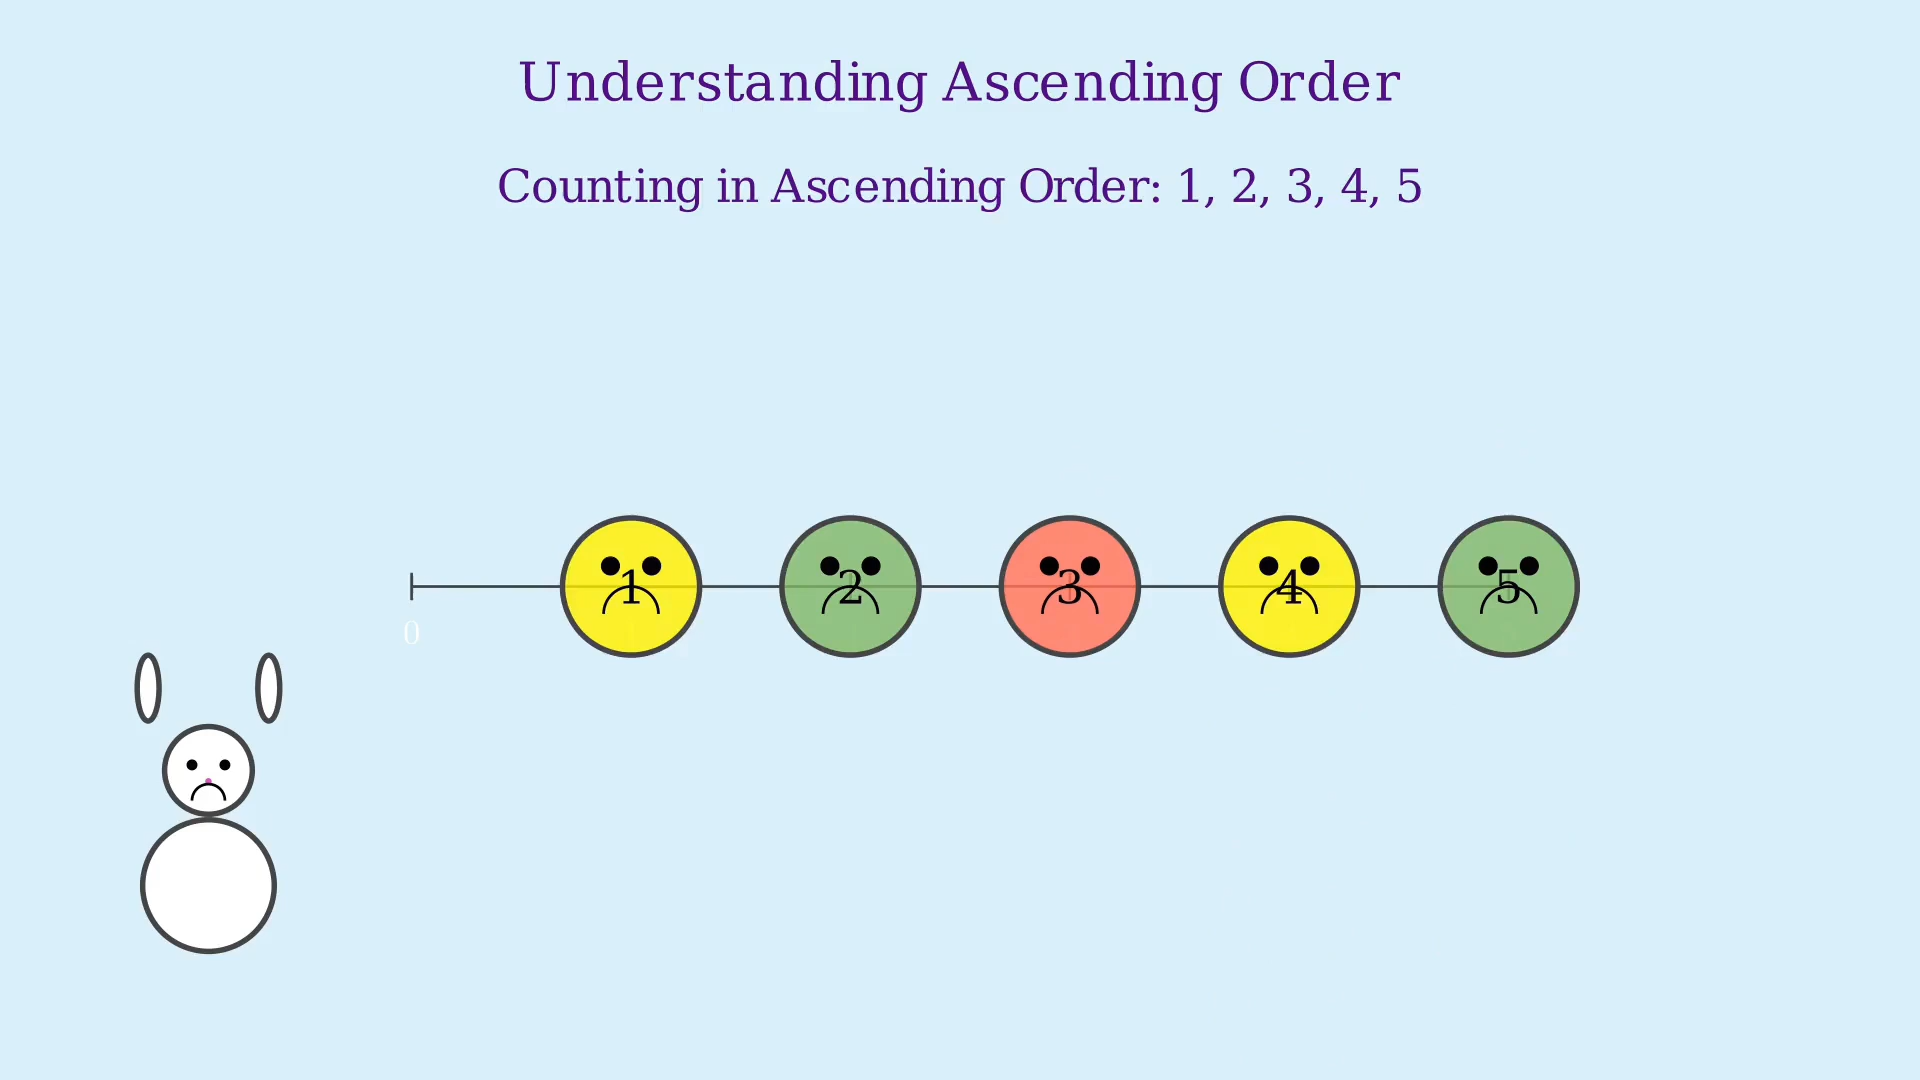 Understanding Ascending Order
Counting in Ascending Order: 1, 2, 3, 4, 5
1 2 3 4 5
0